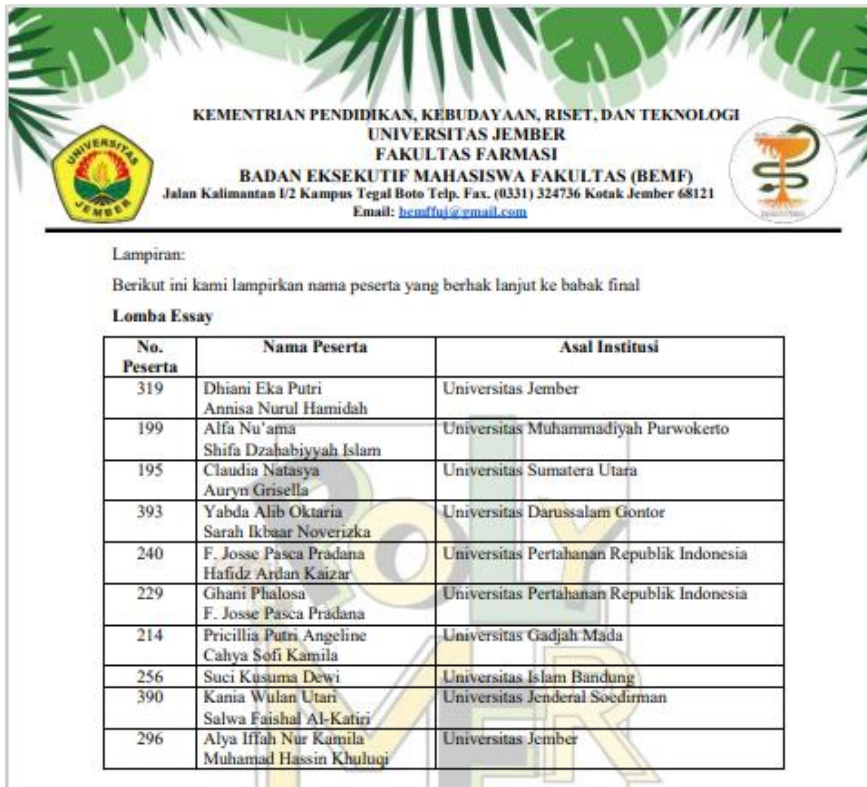 KEMENTRIAN PENDIDIKAN, KEBUDAYAAN, RISET, DAN TEKNOLOGI
UNIVERSITAS JEMBER
FAKULTAS FARMASI
BADAN EKSEKUTIF MAHASISWA FAKULTAS (BEMF)
Jalan Kalimantan I/2 Kampus Tegal Boto Telp. Fax. (0331) 324736 Kotak Jember 68121
Email: bemffuj@gmail.com
UNIVERSITAS
JEMBER
Lampiran:
Berikut ini kami lampirkan nama peserta yang berhak lanjut ke babak final
Lomba Essay
No. Peserta Nama Peserta Asal Institusi
319 Dhiani Eka Putri Universitas Jember
Annisa Nurul Hamidah
199 Alfa Nu'ama Universitas Muhammadiyah Purwokerto
Shifa Dzahabiyyah Islam
195 Claudia Natasya Universitas Sumatera Utara
Auryn Grisella
393 Yabda Alib Oktaria Universitas Darussalam Gontor
Sarah Ikbaar Noverizka
240 F. Josse Pasca Pradana Universitas Pertahanan Republik Indonesia
Hafidz Ardan Kaizar
229 Ghani Phalosa Universitas Pertahanan Republik Indonesia
F. Josse Pasca Pradana
214 Pricillia Putri Angeline Universitas Gadjah Mada
Cahya Sofi Kamila
256 Suci Kusuma Dewi Universitas Islam Bandung
390 Kania Wulan Utari Universitas Jenderal Soedirman
Salwa Faishal Al-Katiri
296 Alya Iffah Nur Kamila Universitas Jember
Muhamad Hassin Khuluqi
POLY
MER